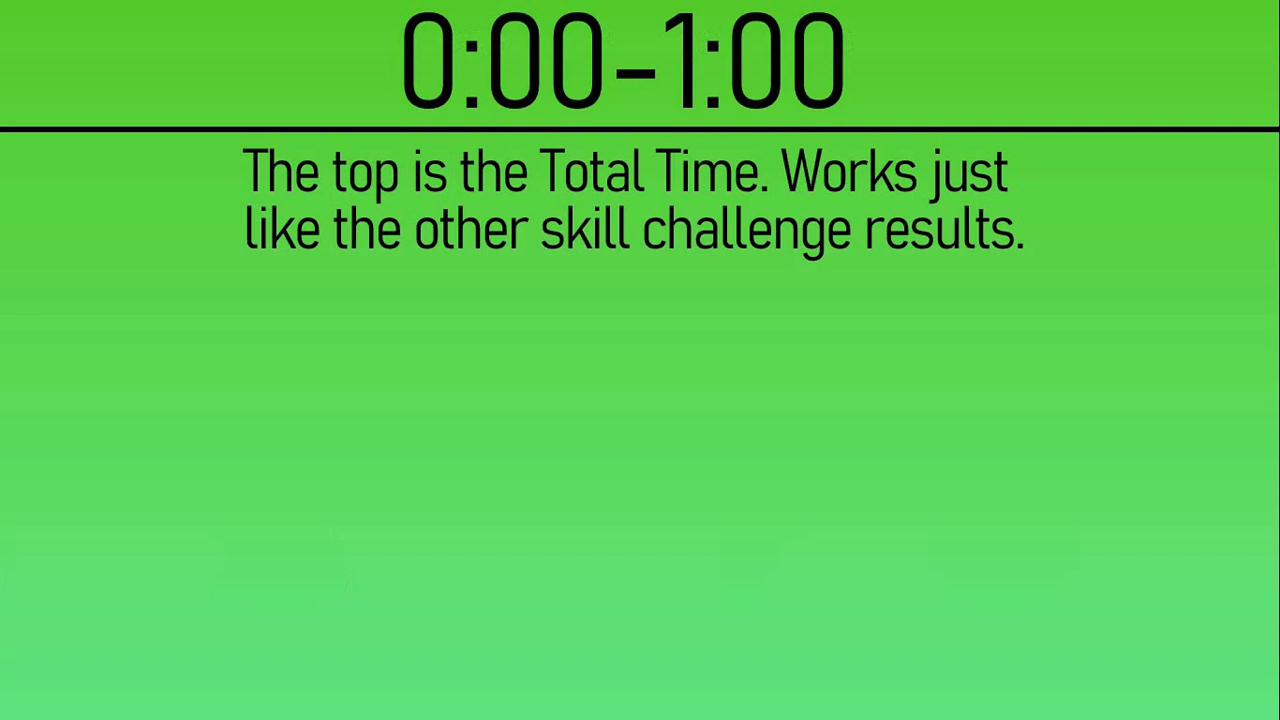 0:00-1:00
The top is the Total Time. Works just
like the other skill challenge results.